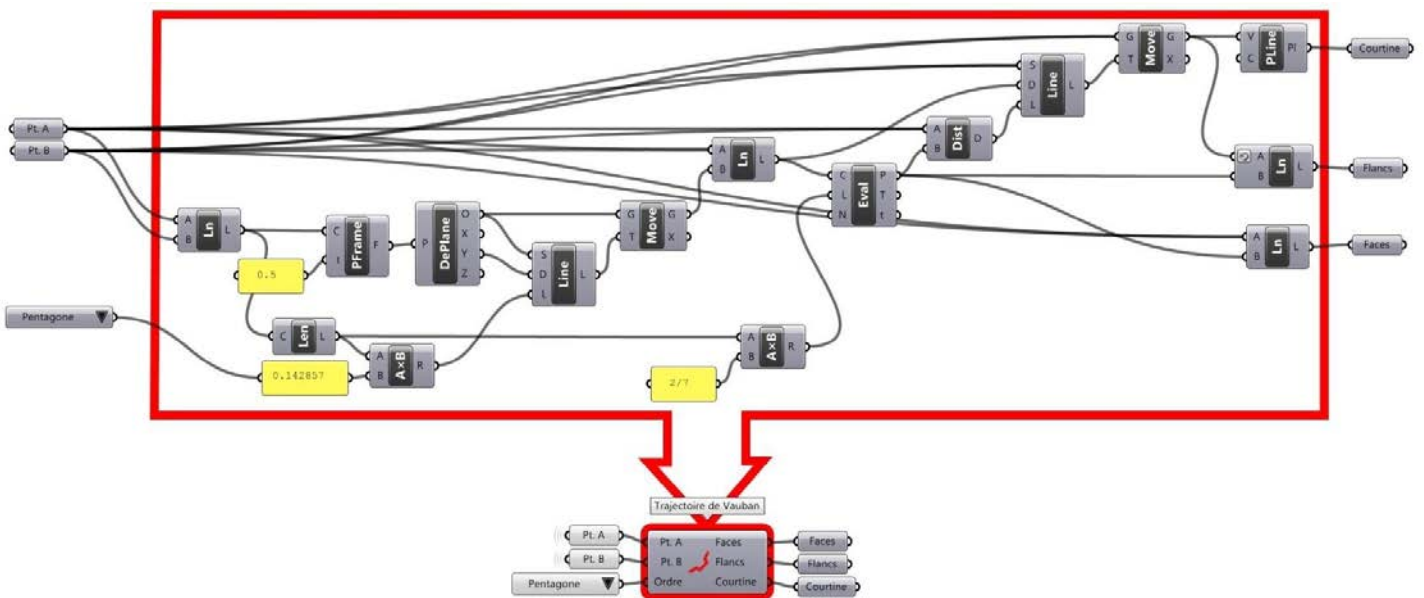 Pt. A
Pt. B
Pentagone
A
B
Ln
L
0.5
C
t
PFrame
F
C
Len
L
0.142857
A
B
A×B
R
P
DePlane
O
X
Y
Z
S
D
L
Line
L
G
T
Move
G
X
2/7
A
B
A×B
R
A
B
Ln
L
C
L
N
Eval
P
T
t
A
B
Dist
D
S
D
L
Line
L
G
T
Move
G
X
V
C
PLine
Pl
Courtine
A
B
Ln
L
Flancs
A
B
Ln
L
Faces
Trajectoire de Vauban
Pt. A
Pt. B
Pentagone
Pt. A
Pt. B
Ordre
Faces
Flancs
Courtine
Faces
Flancs
Courtine